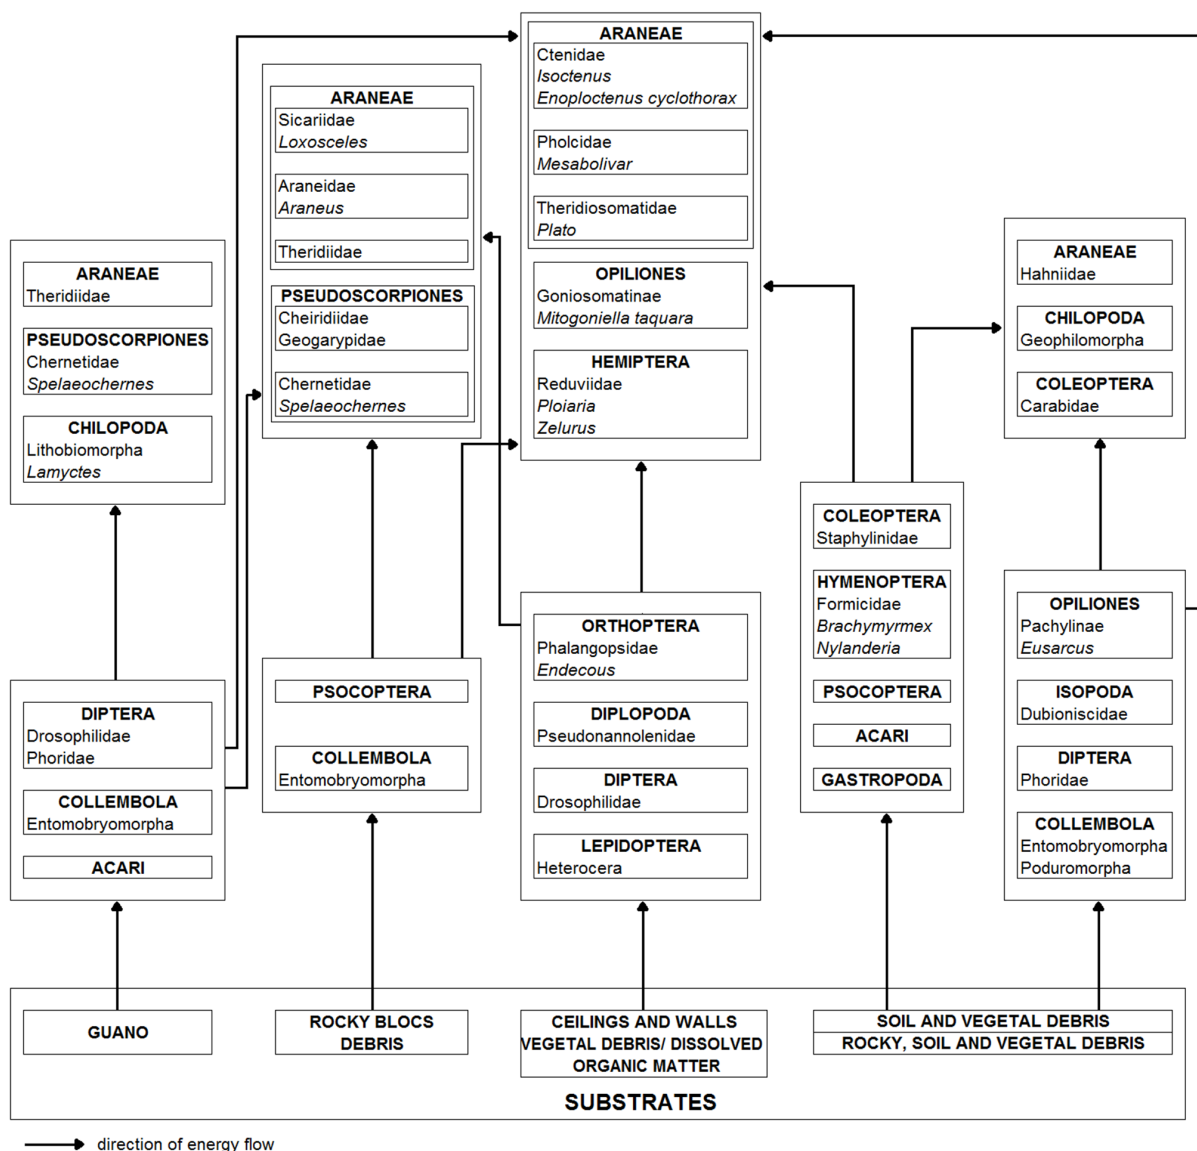 ARANEAE
Ctenidae
Isoctenus
Enoploctenus cyclothorax
Pholcidae
Mesabolivar
Theridiosomatidae
Plato
OPILIONES
Goniosomatinae
Mitogoniella taquara
HEMIPTERA
Reduviidae
Ploiaria
Zelurus
ARANEAE
Sicariidae
Loxosceles
Araneidae
Araneus
Theridiidae
PSEUDOSCORPIONES
Cheiridiidae
Geogarypidae
Chernetidae
Spelaeochernes
ARANEAE
Theridiidae
PSEUDOSCORPIONES
Chernetidae
Spelaeochernes
CHILOPODA
Lithobiomorpha
Lamyctes
ARANEAE
Hahniidae
CHILOPODA
Geophilomorpha
COLEOPTERA
Carabidae
DIPTERA
Drosophilidae
Phoridae
COLLEMBOLA
Entomobryomorpha
ACARI
PSOCOPTERA
COLLEMBOLA
Entomobryomorpha
ORTHOPTERA
Phalangopsidae
Endecous
DIPLOPODA
Pseudonannolenidae
DIPTERA
Drosophilidae
LEPIDOPTERA
Heterocera
COLEOPTERA
Staphylinidae
HYMENOPTERA
Formicidae
Brachymyrmex
Nylanderia
PSOCOPTERA
ACARI
GASTROPODA
OPILIONES
Pachylinae
Eusarcus
ISOPODA
Dubioniscidae
DIPTERA
Phoridae
COLLEMBOLA
Entomobryomorpha
Poduromorpha
GUANO
ROCKY BLOCS
DEBRIS
CEILINGS AND WALLS
VEGETAL DEBRIS/ DISSOLVED
ORGANIC MATTER
SOIL AND VEGETAL DEBRIS
ROCKY, SOIL AND VEGETAL DEBRIS
SUBSTRATES
direction of energy flow